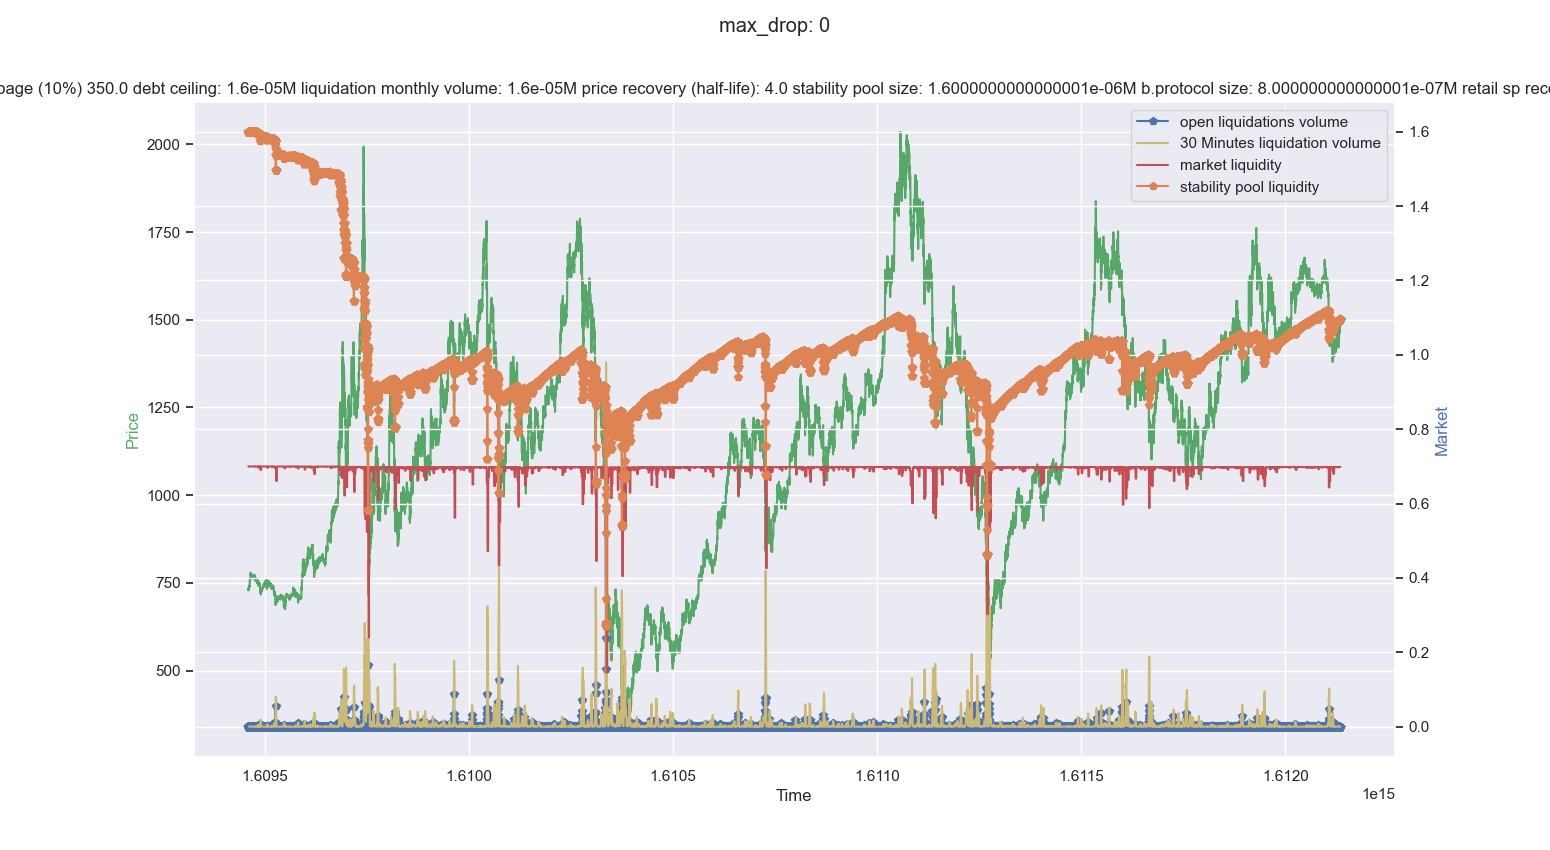 max_drop: 0
page (10%) 350.0 debt ceiling: 1.6e-05M liquidation monthly volume: 1.6e-05M price recovery (half-life): 4.0 stability pool size: 1.6000000000000001e-06M b.protocol size: 8.000000000000001e-07M retail sp reco
open liquidations volume
30 Minutes liquidation volume
market liquidity
stability pool liquidity
2000
1750
1500
1250
1000
750
500
Price
1.6
1.4
1.2
1.0
0.8
0.6
0.4
0.2
0.0
Market
1.6095
1.6100
1.6105
1.6110
1.6115
1.6120
Time
1e15